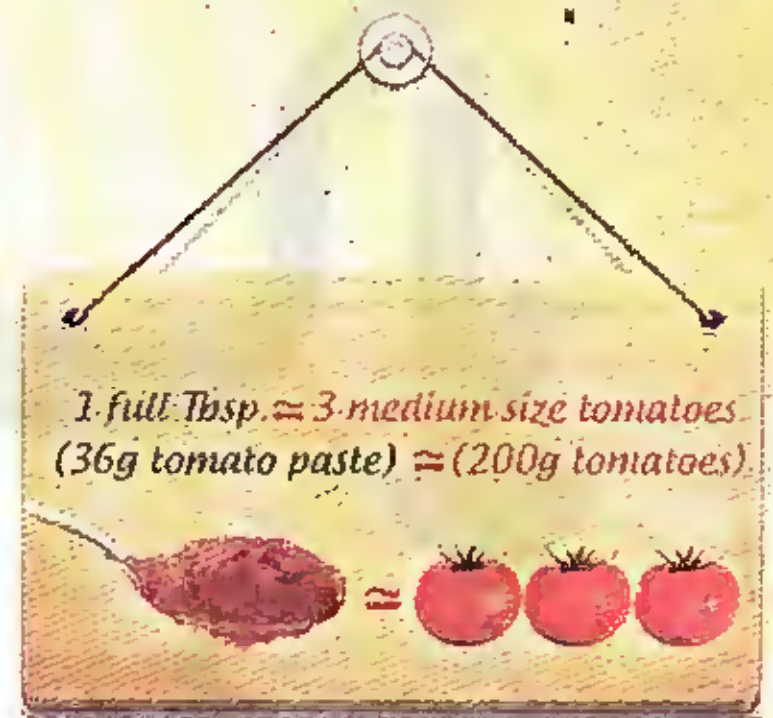 1 full Tbsp. ≃ 3 medium size tomatoes
(36g tomato paste) ≃ (200g tomatoes)
≃